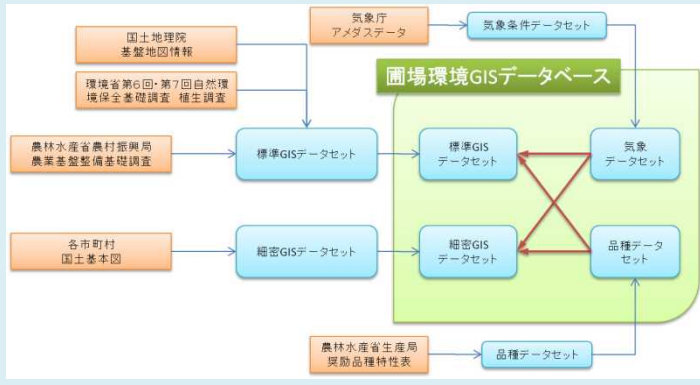 気象庁
アメダスデータ
気象条件データセット
国土地理院
基盤地図情報
環境省第6回・第7回自然環
境保全基礎調査 植生調査
圃場環境GISデータベース
農林水産省農村振興局
農業基盤整備基礎調査
標準GISデータセット
標準GIS
データセット
気象
データセット
各市町村
国土基本図
細密GISデータセット
細密GIS
データセット
品種データ
セット
農林水産省生産局
奨励品種特性表
品種データセット